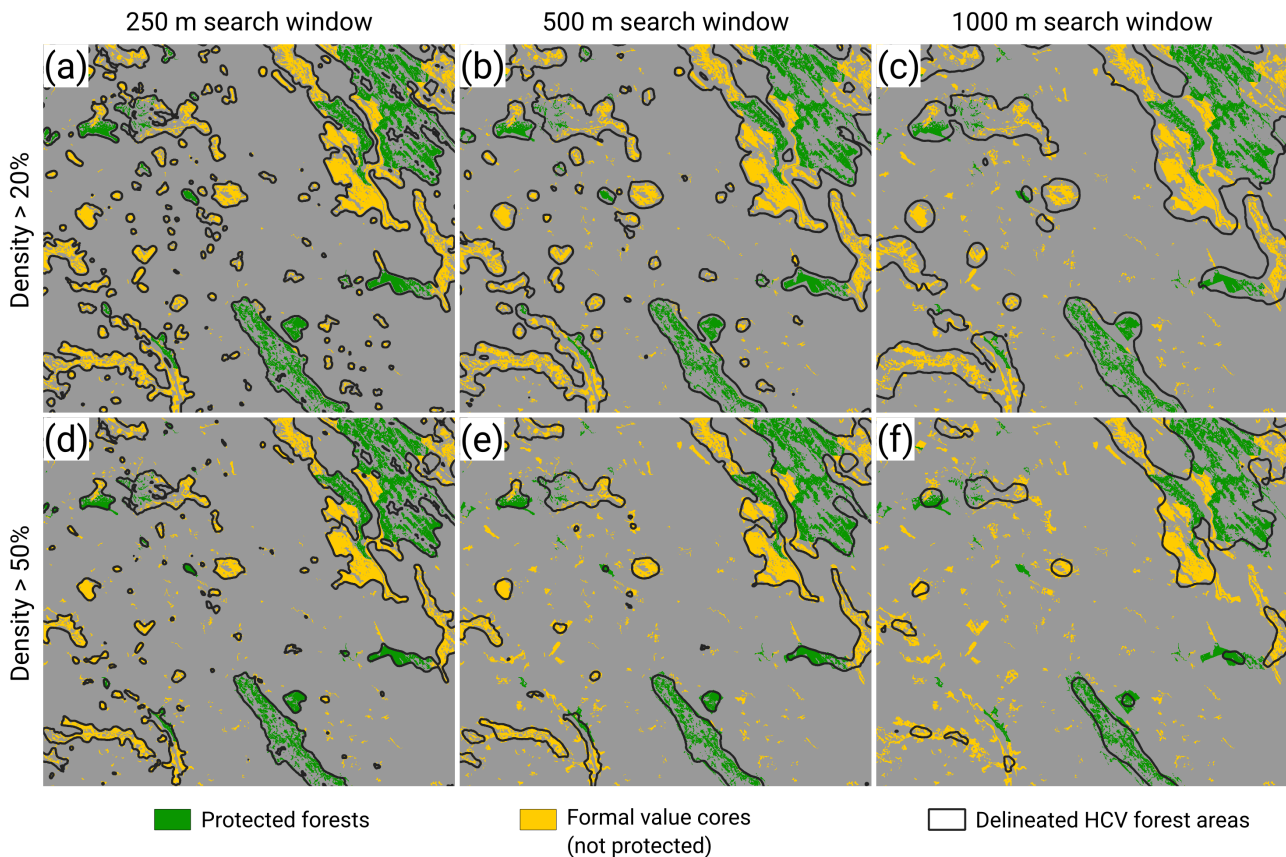 250 m search window
500 m search window
1000 m search window
Density > 20%
(a)
(b)
(c)
Density > 50%
(d)
(e)
(f)
Protected forests
Formal value cores
(not protected)
Delineated HCV forest areas